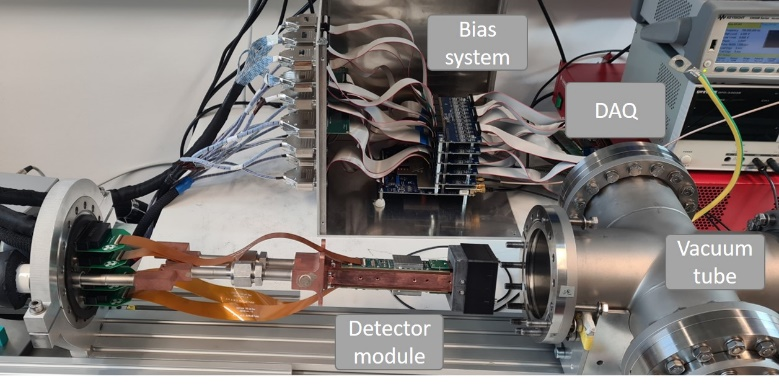 Bias
system
DAQ
Vacuum
tube
Detector
module